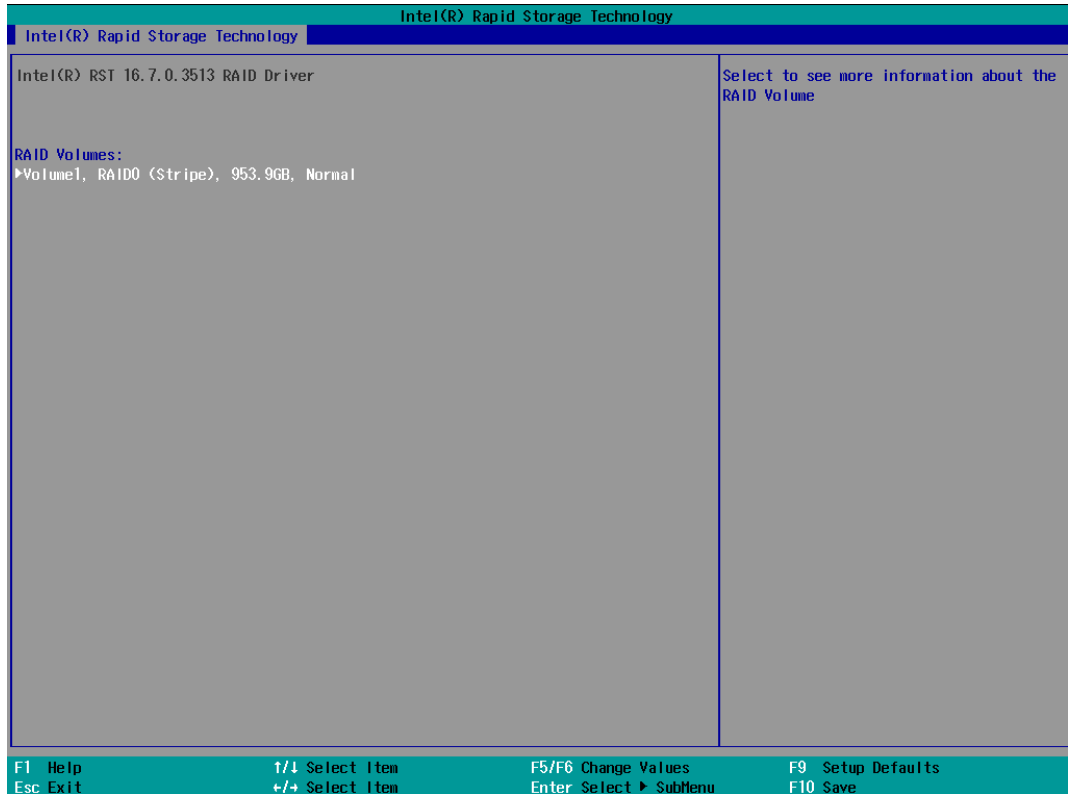 Intel(R) Rapid Storage Technology
Intel(R) Rapid Storage Technology
Intel(R) RST 16.7.0.3513 RAID Driver
RAID Volumes:
▶Volume1, RAID0 (Stripe), 953.9GB, Normal
Select to see more information about the
RAID Volume
F1 Help ↑/↓ Select Item F5/F6 Change Values F9 Setup Defaults
Esc Exit ←/→ Select Item Enter Select ▶ SubMenu F10 Save